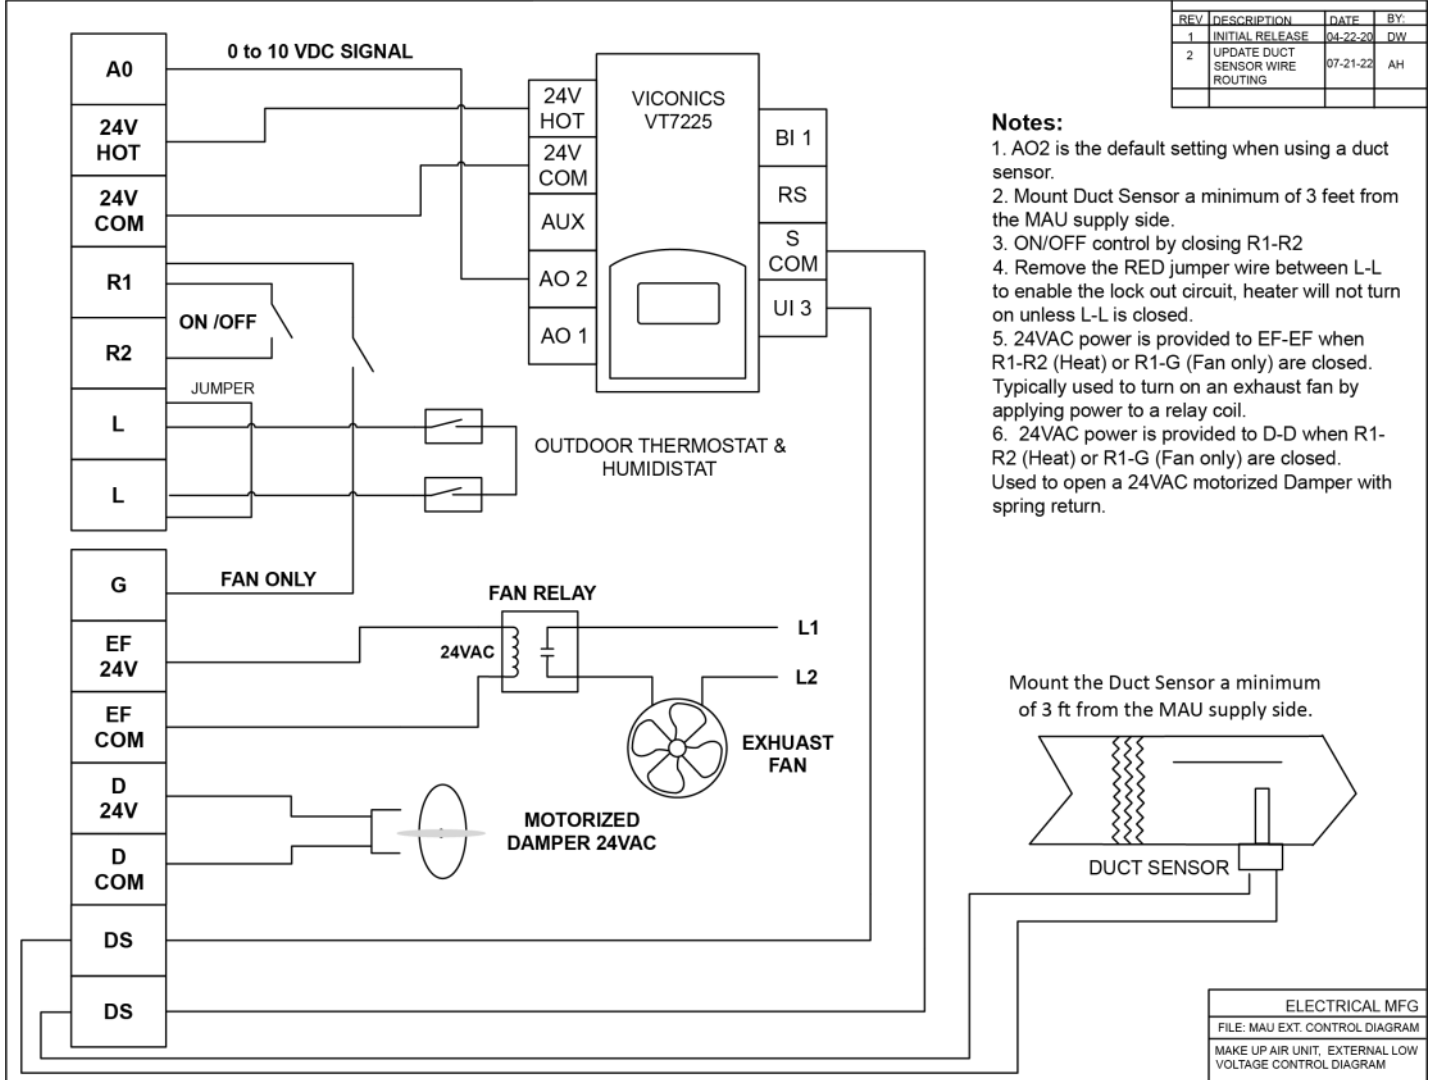 REV DESCRIPTION DATE BY:
1 INITIAL RELEASE 04-22-20 DW
2 UPDATE DUCT
SENSOR WIRE
ROUTING
07-21-22 AH
A0
24V
HOT
24V
COM
R1
R2
L
L
G
EF
24V
EF
COM
D
24V
D
COM
DS
DS
0 to 10 VDC SIGNAL
ON /OFF
JUMPER
FAN ONLY
24V
HOT
24V
COM
AUX
AO 2
AO 1
VICONICS
VT7225
BI 1
RS
S
COM
UI 3
OUTDOOR THERMOSTAT &
HUMIDISTAT
FAN RELAY
24VAC
L1
L2
EXHUAST
FAN
MOTORIZED
DAMPER 24VAC
Notes:
1. AO2 is the default setting when using a duct
sensor.
2. Mount Duct Sensor a minimum of 3 feet from
the MAU supply side.
3. ON/OFF control by closing R1-R2
4. Remove the RED jumper wire between L-L
to enable the lock out circuit, heater will not turn
on unless L-L is closed.
5. 24VAC power is provided to EF-EF when
R1-R2 (Heat) or R1-G (Fan only) are closed.
Typically used to turn on an exhaust fan by
applying power to a relay coil.
6. 24VAC power is provided to D-D when R1-
R2 (Heat) or R1-G (Fan only) are closed.
Used to open a 24VAC motorized Damper with
spring return.
Mount the Duct Sensor a minimum
of 3 ft from the MAU supply side.
DUCT SENSOR
ELECTRICAL MFG
FILE: MAU EXT. CONTROL DIAGRAM
MAKE UP AIR UNIT, EXTERNAL LOW
VOLTAGE CONTROL DIAGRAM